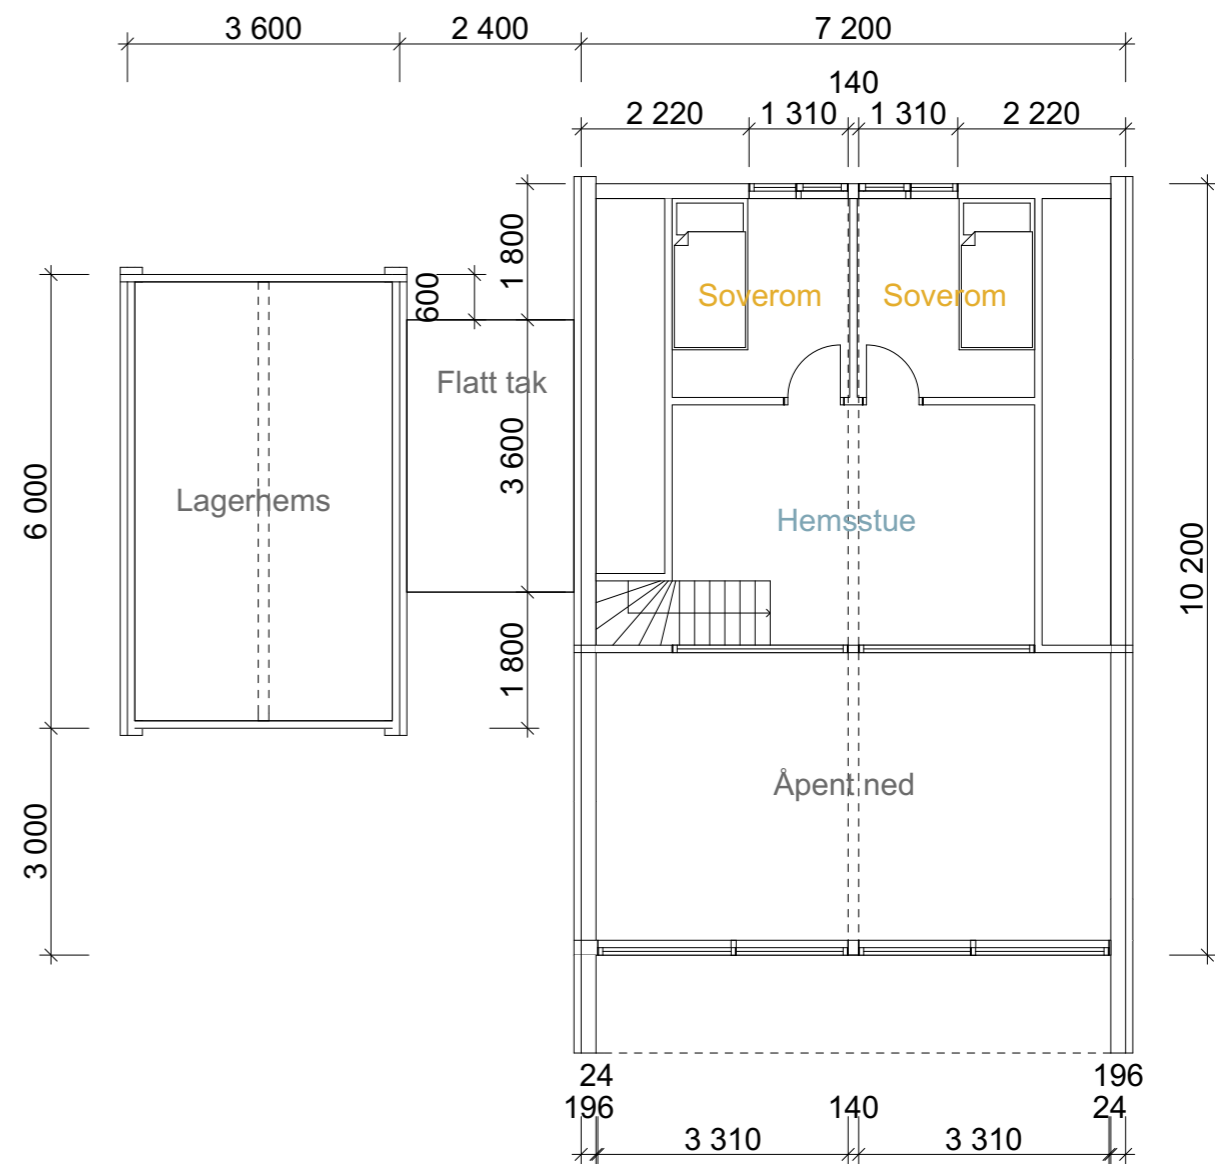 3 600 2 400 7 200
140
2 220 1 310 1 310 2 220
1 800
600
Soverom Soverom
Flatt tak
3 600
6 000
Lagerhems
Hemsstue
10 200
1 800
Åpent ned
3 000
24 196
196 140 24
3 310 3 310